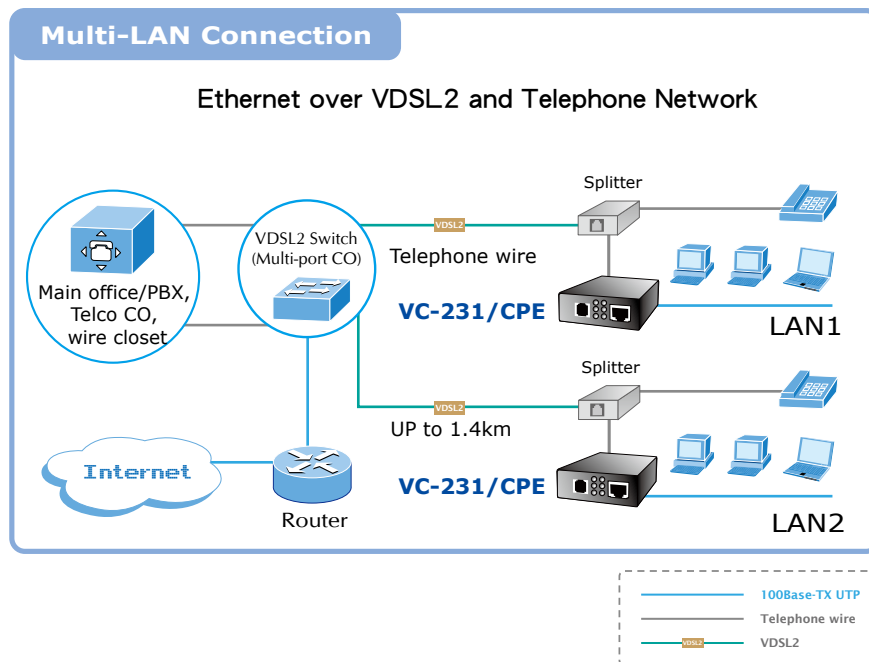 Multi-LAN Connection
Ethernet over VDSL2 and Telephone Network
Splitter
VDSL2 Switch
(Multi-port CO)
VDSL2
Telephone wire
Main office/PBX,
Telco CO,
wire closet
VC-231/CPE
LAN1
Splitter
VDSL2
UP to 1.4km
Internet
VC-231/CPE
Router
LAN2
100Base-TX UTP
Telephone wire
VDSL2
VDSL2